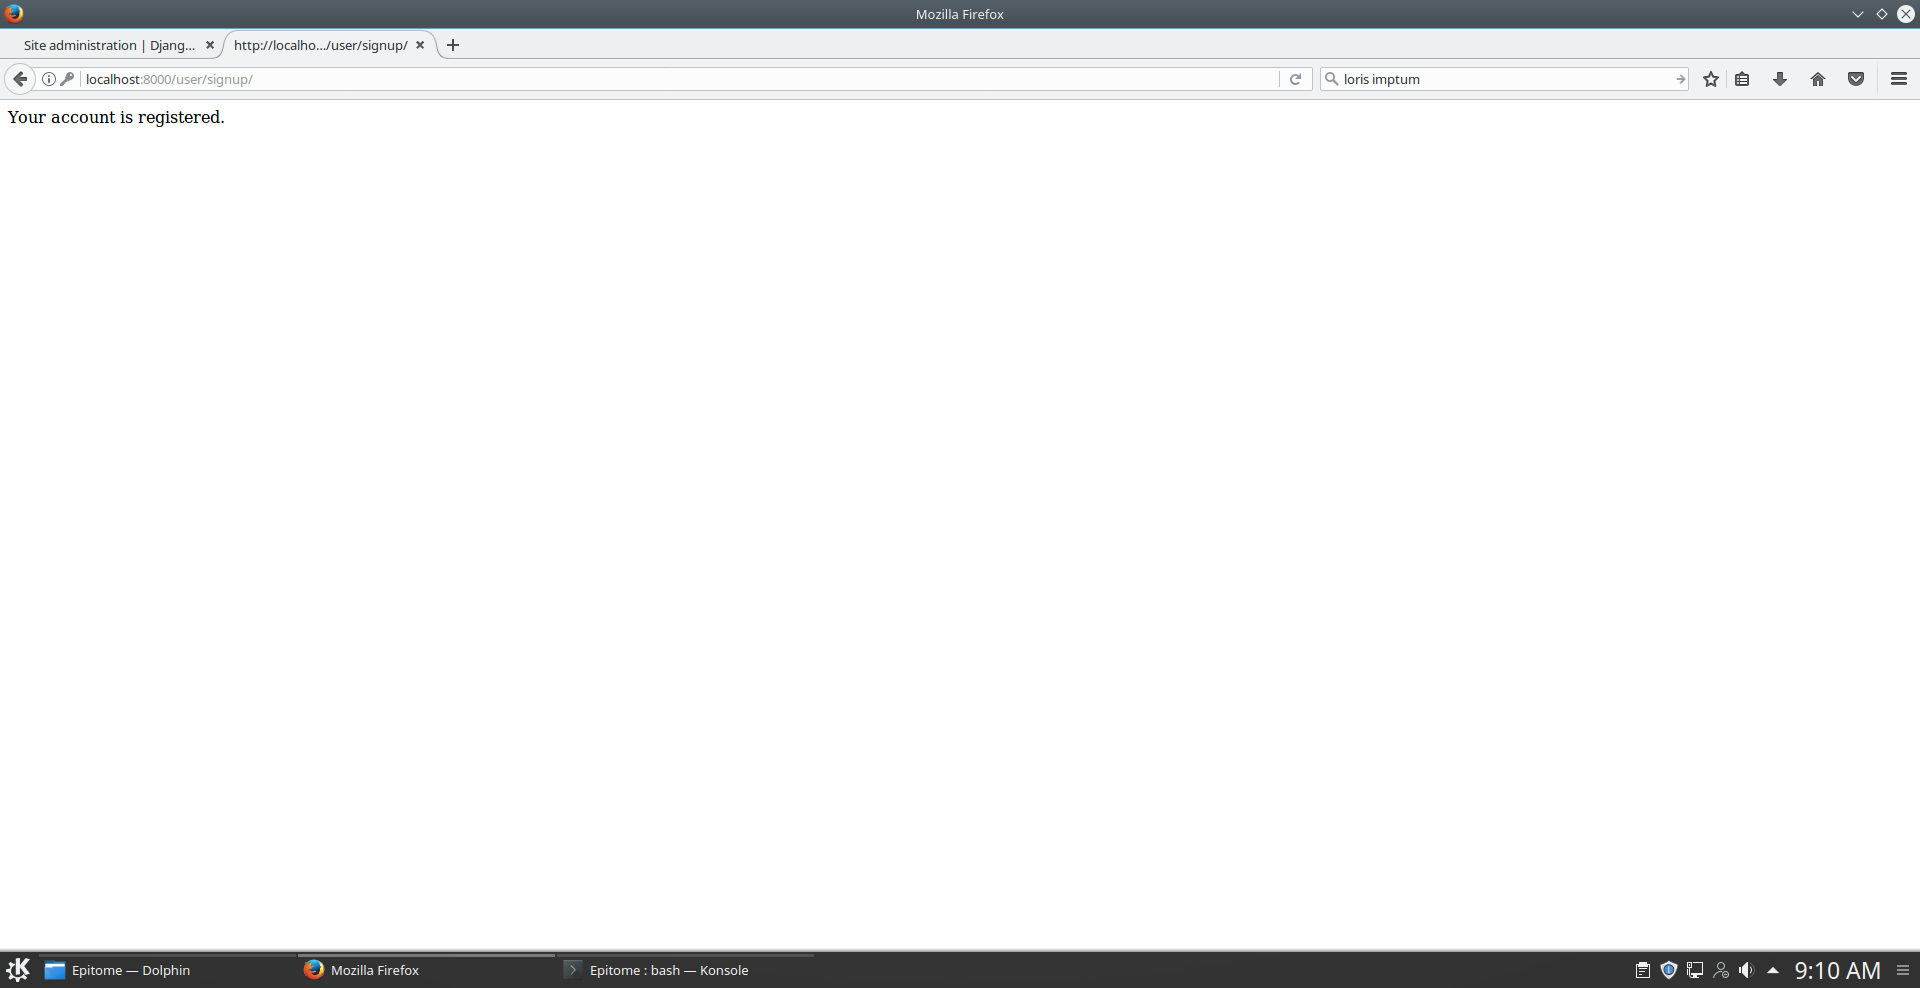 Mozilla Firefox
Site administration | Djang...
http://localho.../user/signup/
localhost:8000/user/signup/
loris imptum
Your account is registered.
Epitome — Dolphin
Mozilla Firefox
Epitome : bash — Konsole
9:10 AM